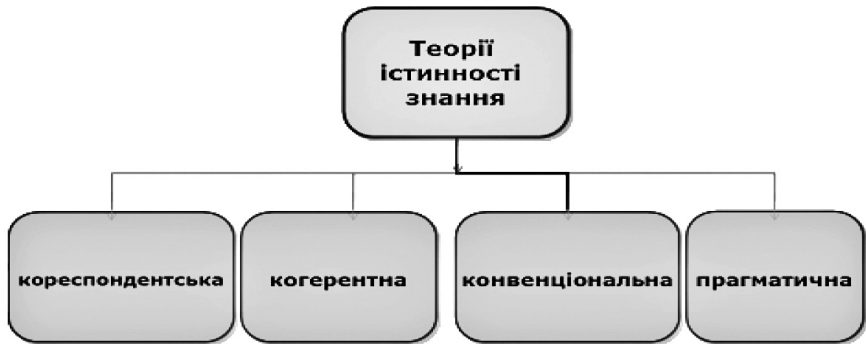 Теорії
істинності
знання
кореспондентська
когерентна
конвенціональна
прагматична